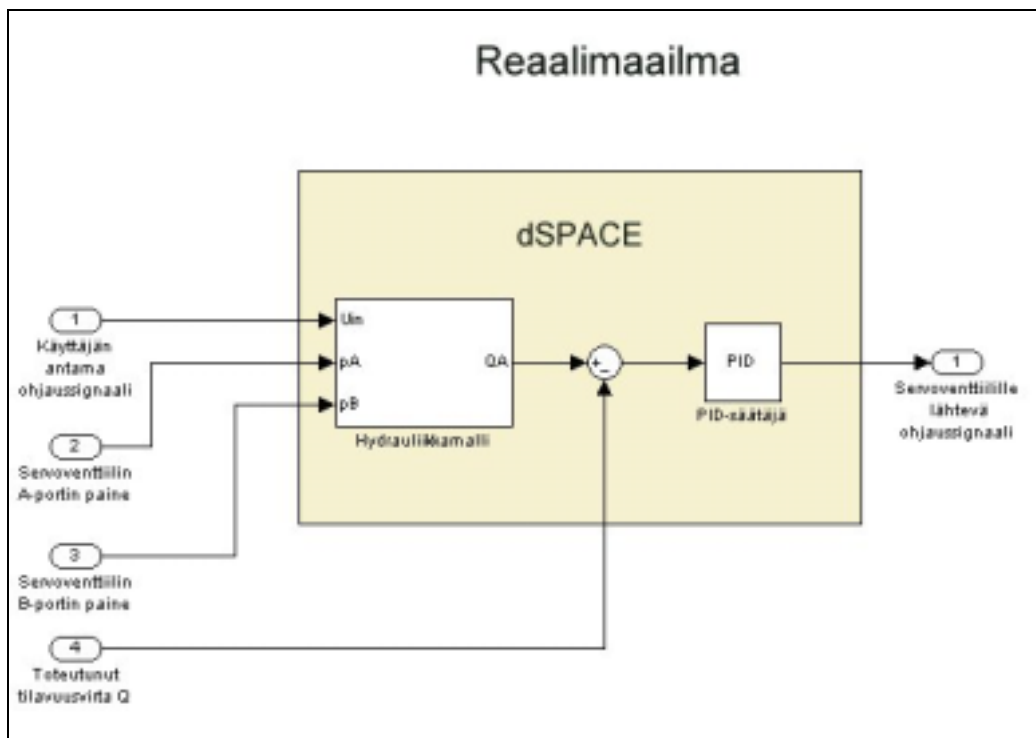 Reaalimaailma
dSPACE
1
Käyttäjän
antama
ohjaussignaali
2
Servoventtiilin
A-portin paine
3
Servoventtiilin
B-portin paine
4
Toteutunut
tilavuusvirta Q
Uin
pA
pB
QA
Hydrauliikkamalli
+
-
PID
PID-säätäjä
1
Servoventtiilille
lähtevä
ohjaussignaali